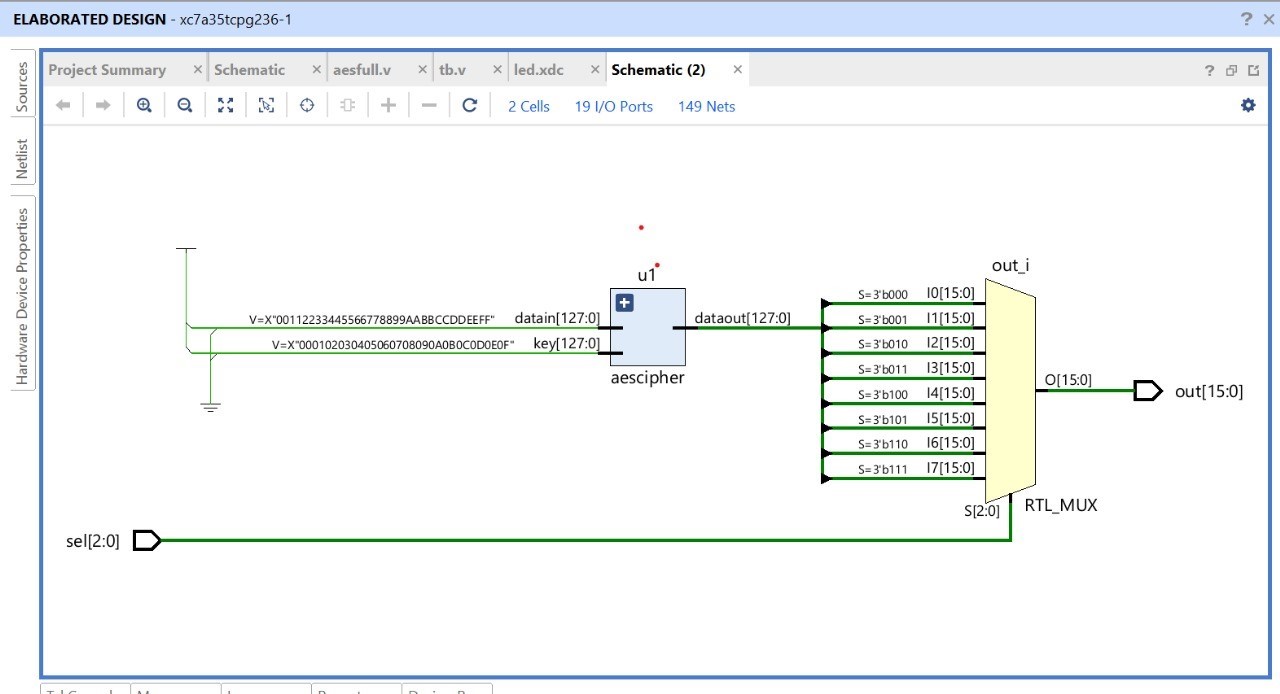 ELABORATED DESIGN - xc7a35tcpg236-1
Sources
Netlist
Hardware Device Properties
Project Summary
Schematic
aesfull.v
tb.v
led.xdc
Schematic (2)
2 Cells
19 I/O Ports
149 Nets
u1
V=X"00112233445566778899AABBCCDDEEFF"
datain[127:0]
V=X"000102030405060708090A0B0C0D0E0F"
key[127:0]
dataout[127:0]
aescipher
out_i
S=3'b000 I0[15:0]
S=3'b001 I1[15:0]
S=3'b010 I2[15:0]
S=3'b011 I3[15:0]
S=3'b100 I4[15:0]
S=3'b101 I5[15:0]
S=3'b110 I6[15:0]
S=3'b111 I7[15:0]
O[15:0]
out[15:0]
S[2:0]
RTL_MUX
sel[2:0]